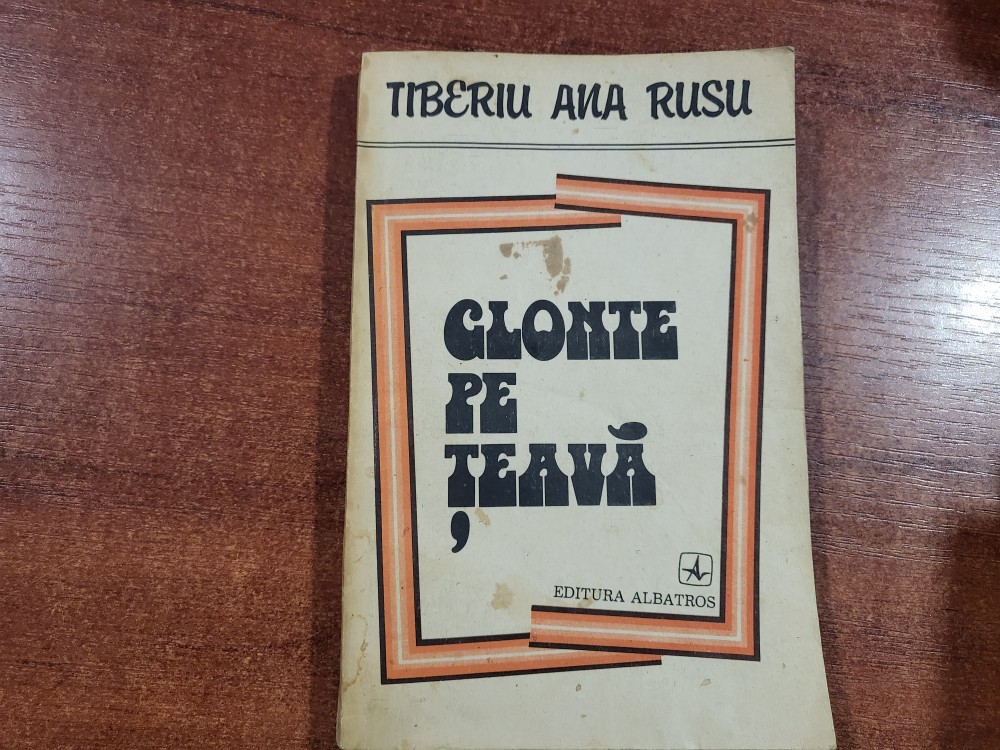 TIBERIU ANA RUSU
GLONTE
PE
ȚEAVĂ
EDITURA ALBATROS